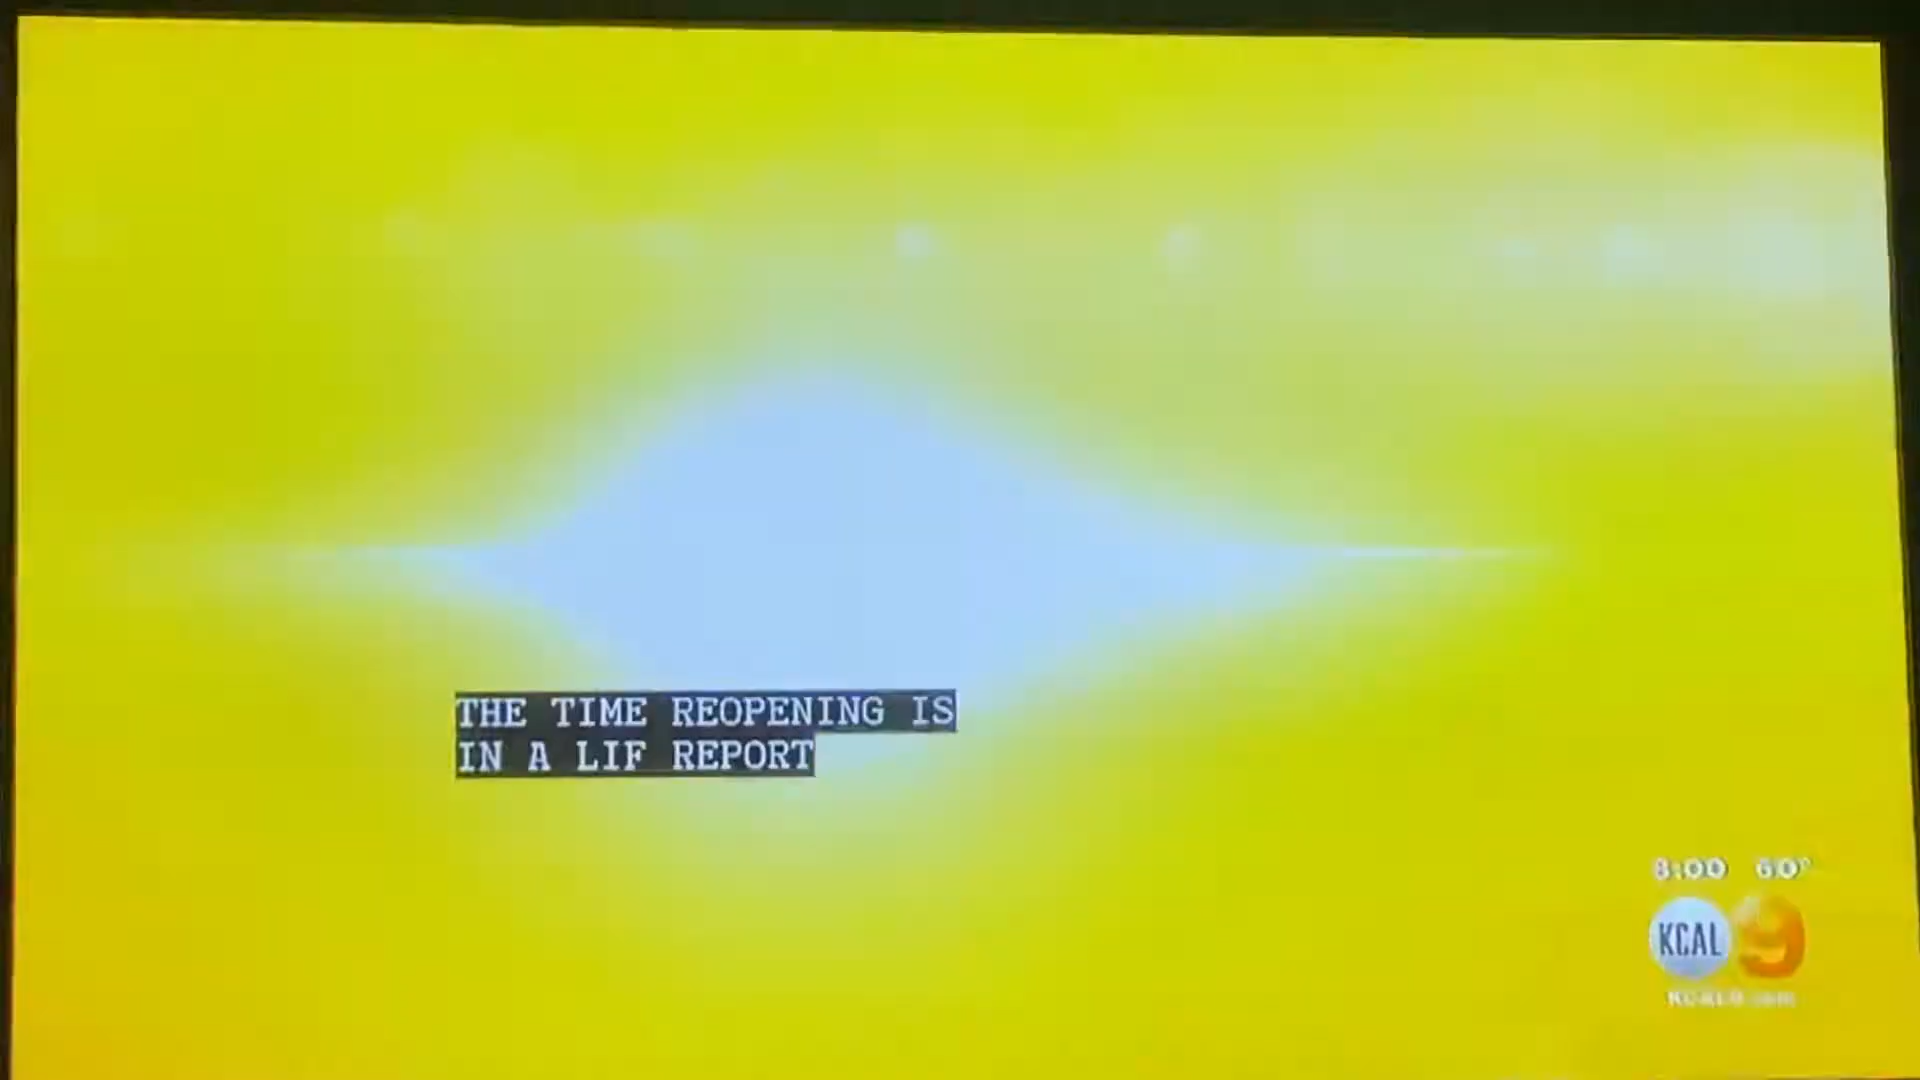 THE TIME REOPENING IS
IN A LIF REPORT
8:00 60°
KCAL 9